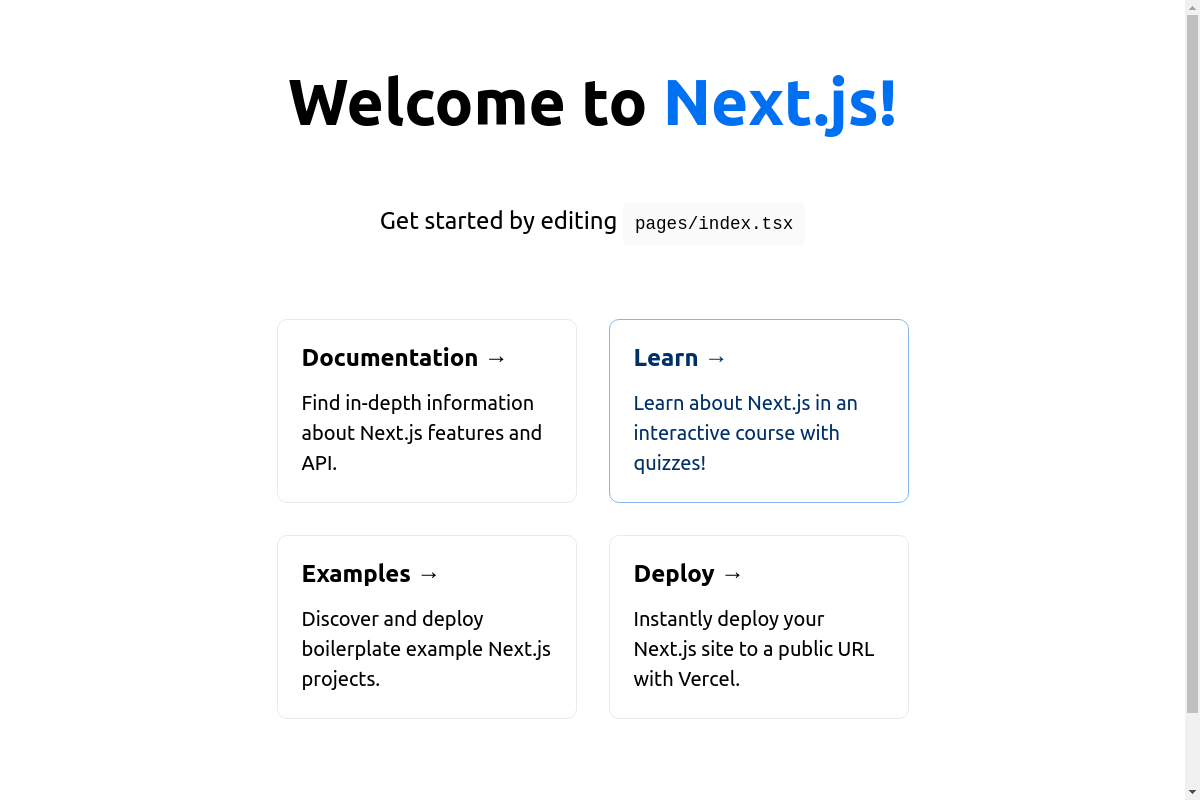 Welcome to Next.js!
Get started by editing pages/index.tsx
Documentation →
Find in-depth information
about Next.js features and
API.
Learn →
Learn about Next.js in an
interactive course with
quizzes!
Examples →
Discover and deploy
boilerplate example Next.js
projects.
Deploy →
Instantly deploy your
Next.js site to a public URL
with Vercel.